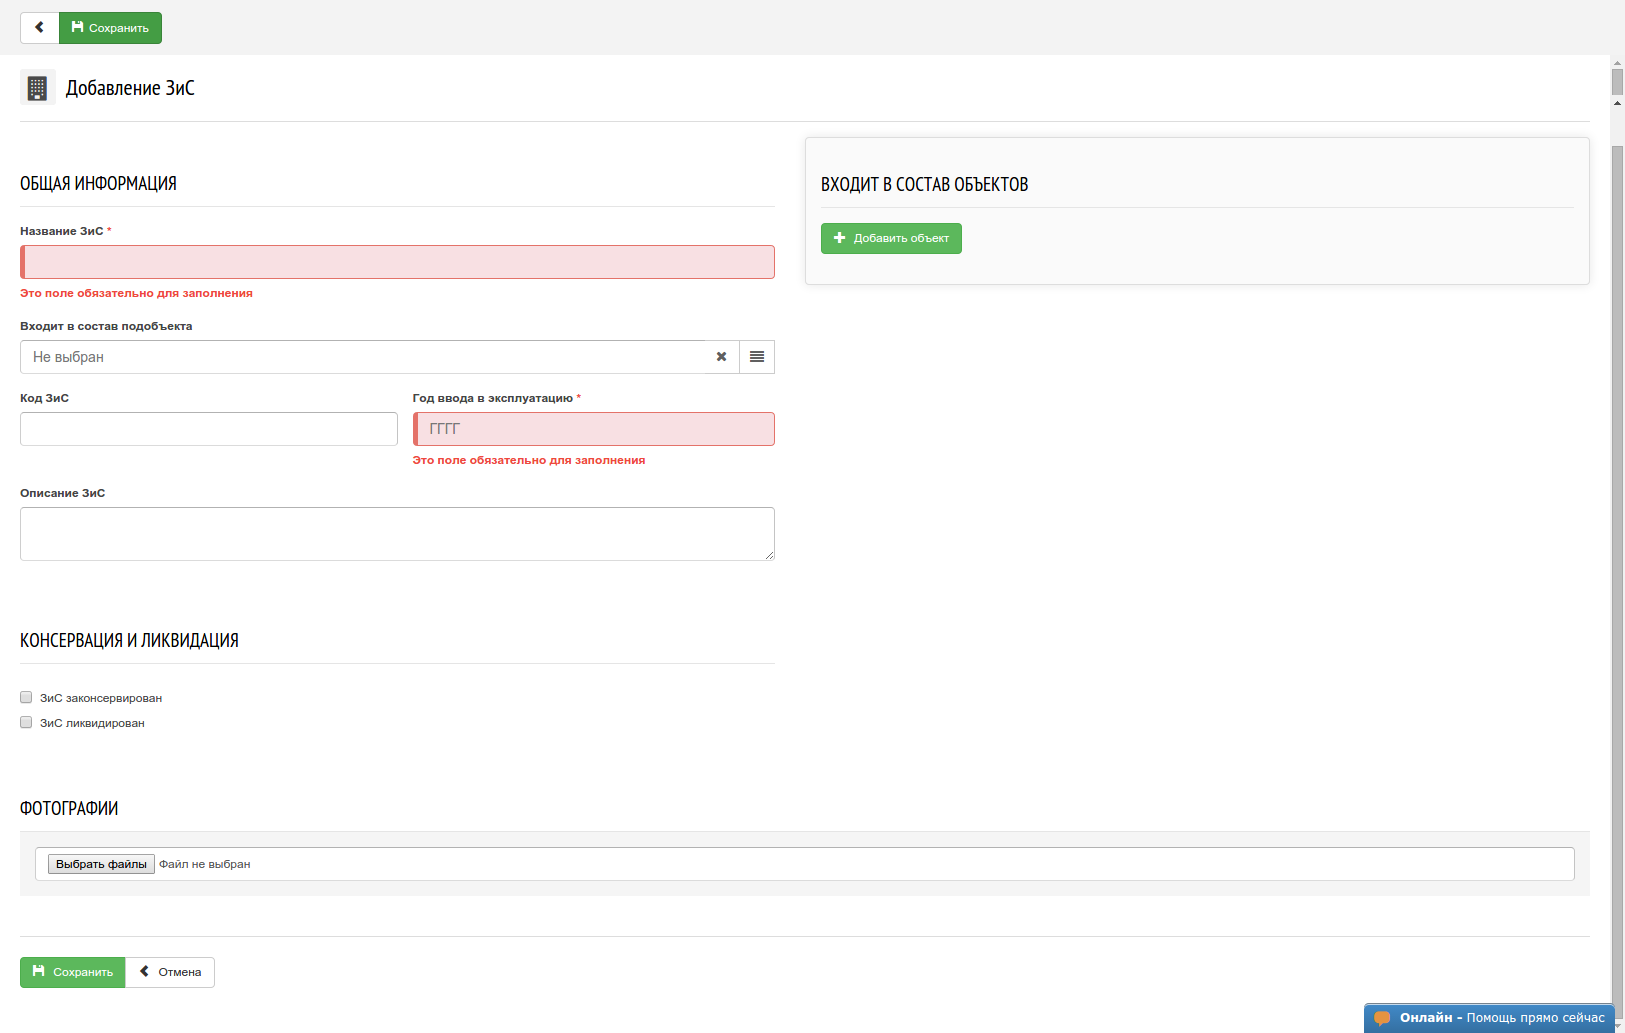 Сохранить
Добавление ЗиС
ОБЩАЯ ИНФОРМАЦИЯ
Название ЗиС *
Это поле обязательно для заполнения
Входит в состав подобъекта
Не выбран
Код ЗиС
Год ввода в эксплуатацию *
ГГГГ
Это поле обязательно для заполнения
Описание ЗиС
ВХОДИТ В СОСТАВ ОБЪЕКТОВ
Добавить объект
КОНСЕРВАЦИЯ И ЛИКВИДАЦИЯ
ЗиС законсервирован
ЗиС ликвидирован
ФОТОГРАФИИ
Выбрать файлы Файл не выбран
Сохранить
Отмена
Онлайн - Помощь прямо сейчас